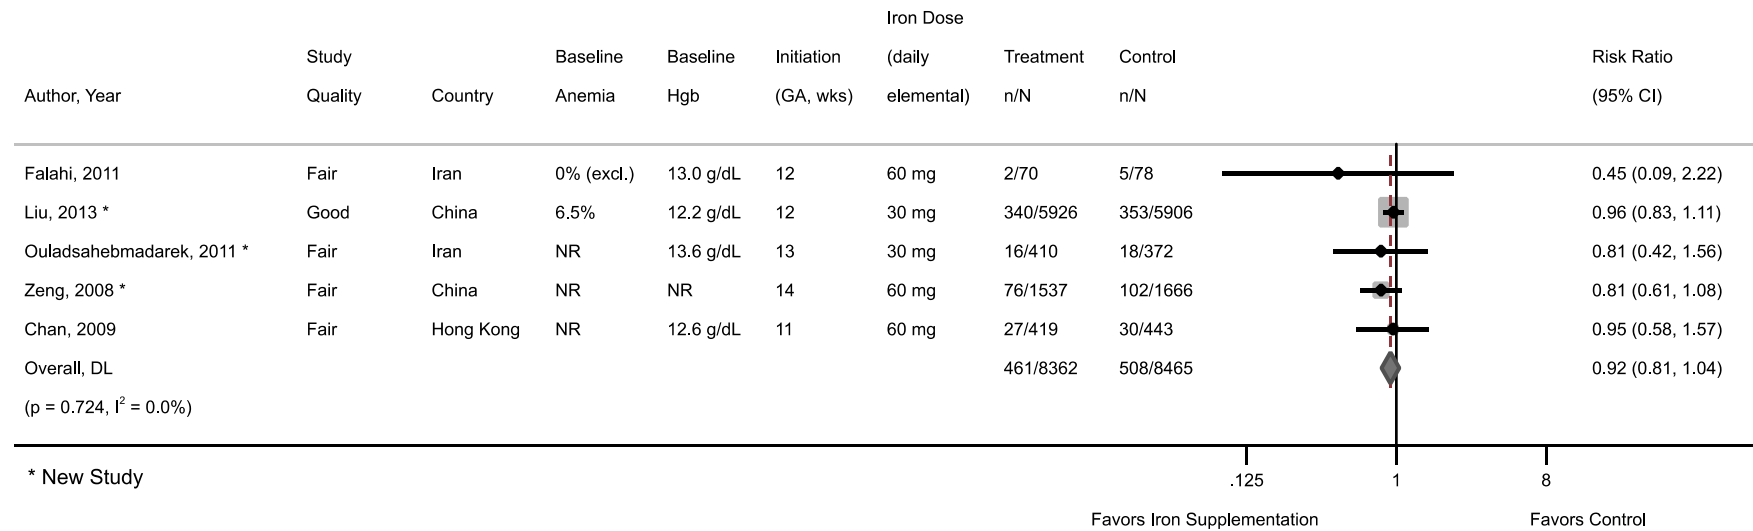 Iron Dose
Study Baseline Baseline Initiation (daily Treatment Control Risk Ratio
Author, Year Quality Country Anemia Hgb (GA, wks) elemental) n/N n/N (95% CI)
Falahi, 2011 Fair Iran 0% (excl.) 13.0 g/dL 12 60 mg 2/70 5/78 0.45 (0.09, 2.22)
Liu, 2013 * Good China 6.5% 12.2 g/dL 12 30 mg 340/5926 353/5906 0.96 (0.83, 1.11)
Ouladsahebmadarek, 2011 * Fair Iran NR 13.6 g/dL 13 30 mg 16/410 18/372 0.81 (0.42, 1.56)
Zeng, 2008 * Fair China NR NR 14 60 mg 76/1537 102/1666 0.81 (0.61, 1.08)
Chan, 2009 Fair Hong Kong NR 12.6 g/dL 11 60 mg 27/419 30/443 0.95 (0.58, 1.57)
Overall, DL 461/8362 508/8465 0.92 (0.81, 1.04)
(p = 0.724, I² = 0.0%)
* New Study
.125 1 8
Favors Iron Supplementation Favors Control